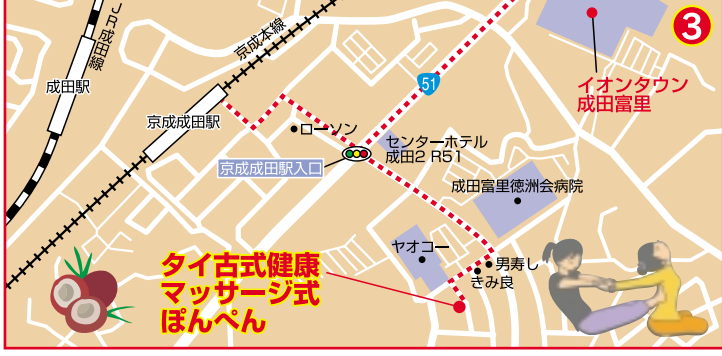 JR成田線
京成本線
3
成田駅
51
イオンタウン
成田富里
京成成田駅
ローソン
センターホテル
成田2 R51
京成成田駅入口
成田富里徳洲会病院
ヤオコー
男寿し
きみ良
タイ古式健康
マッサージ式
ぽんぺん